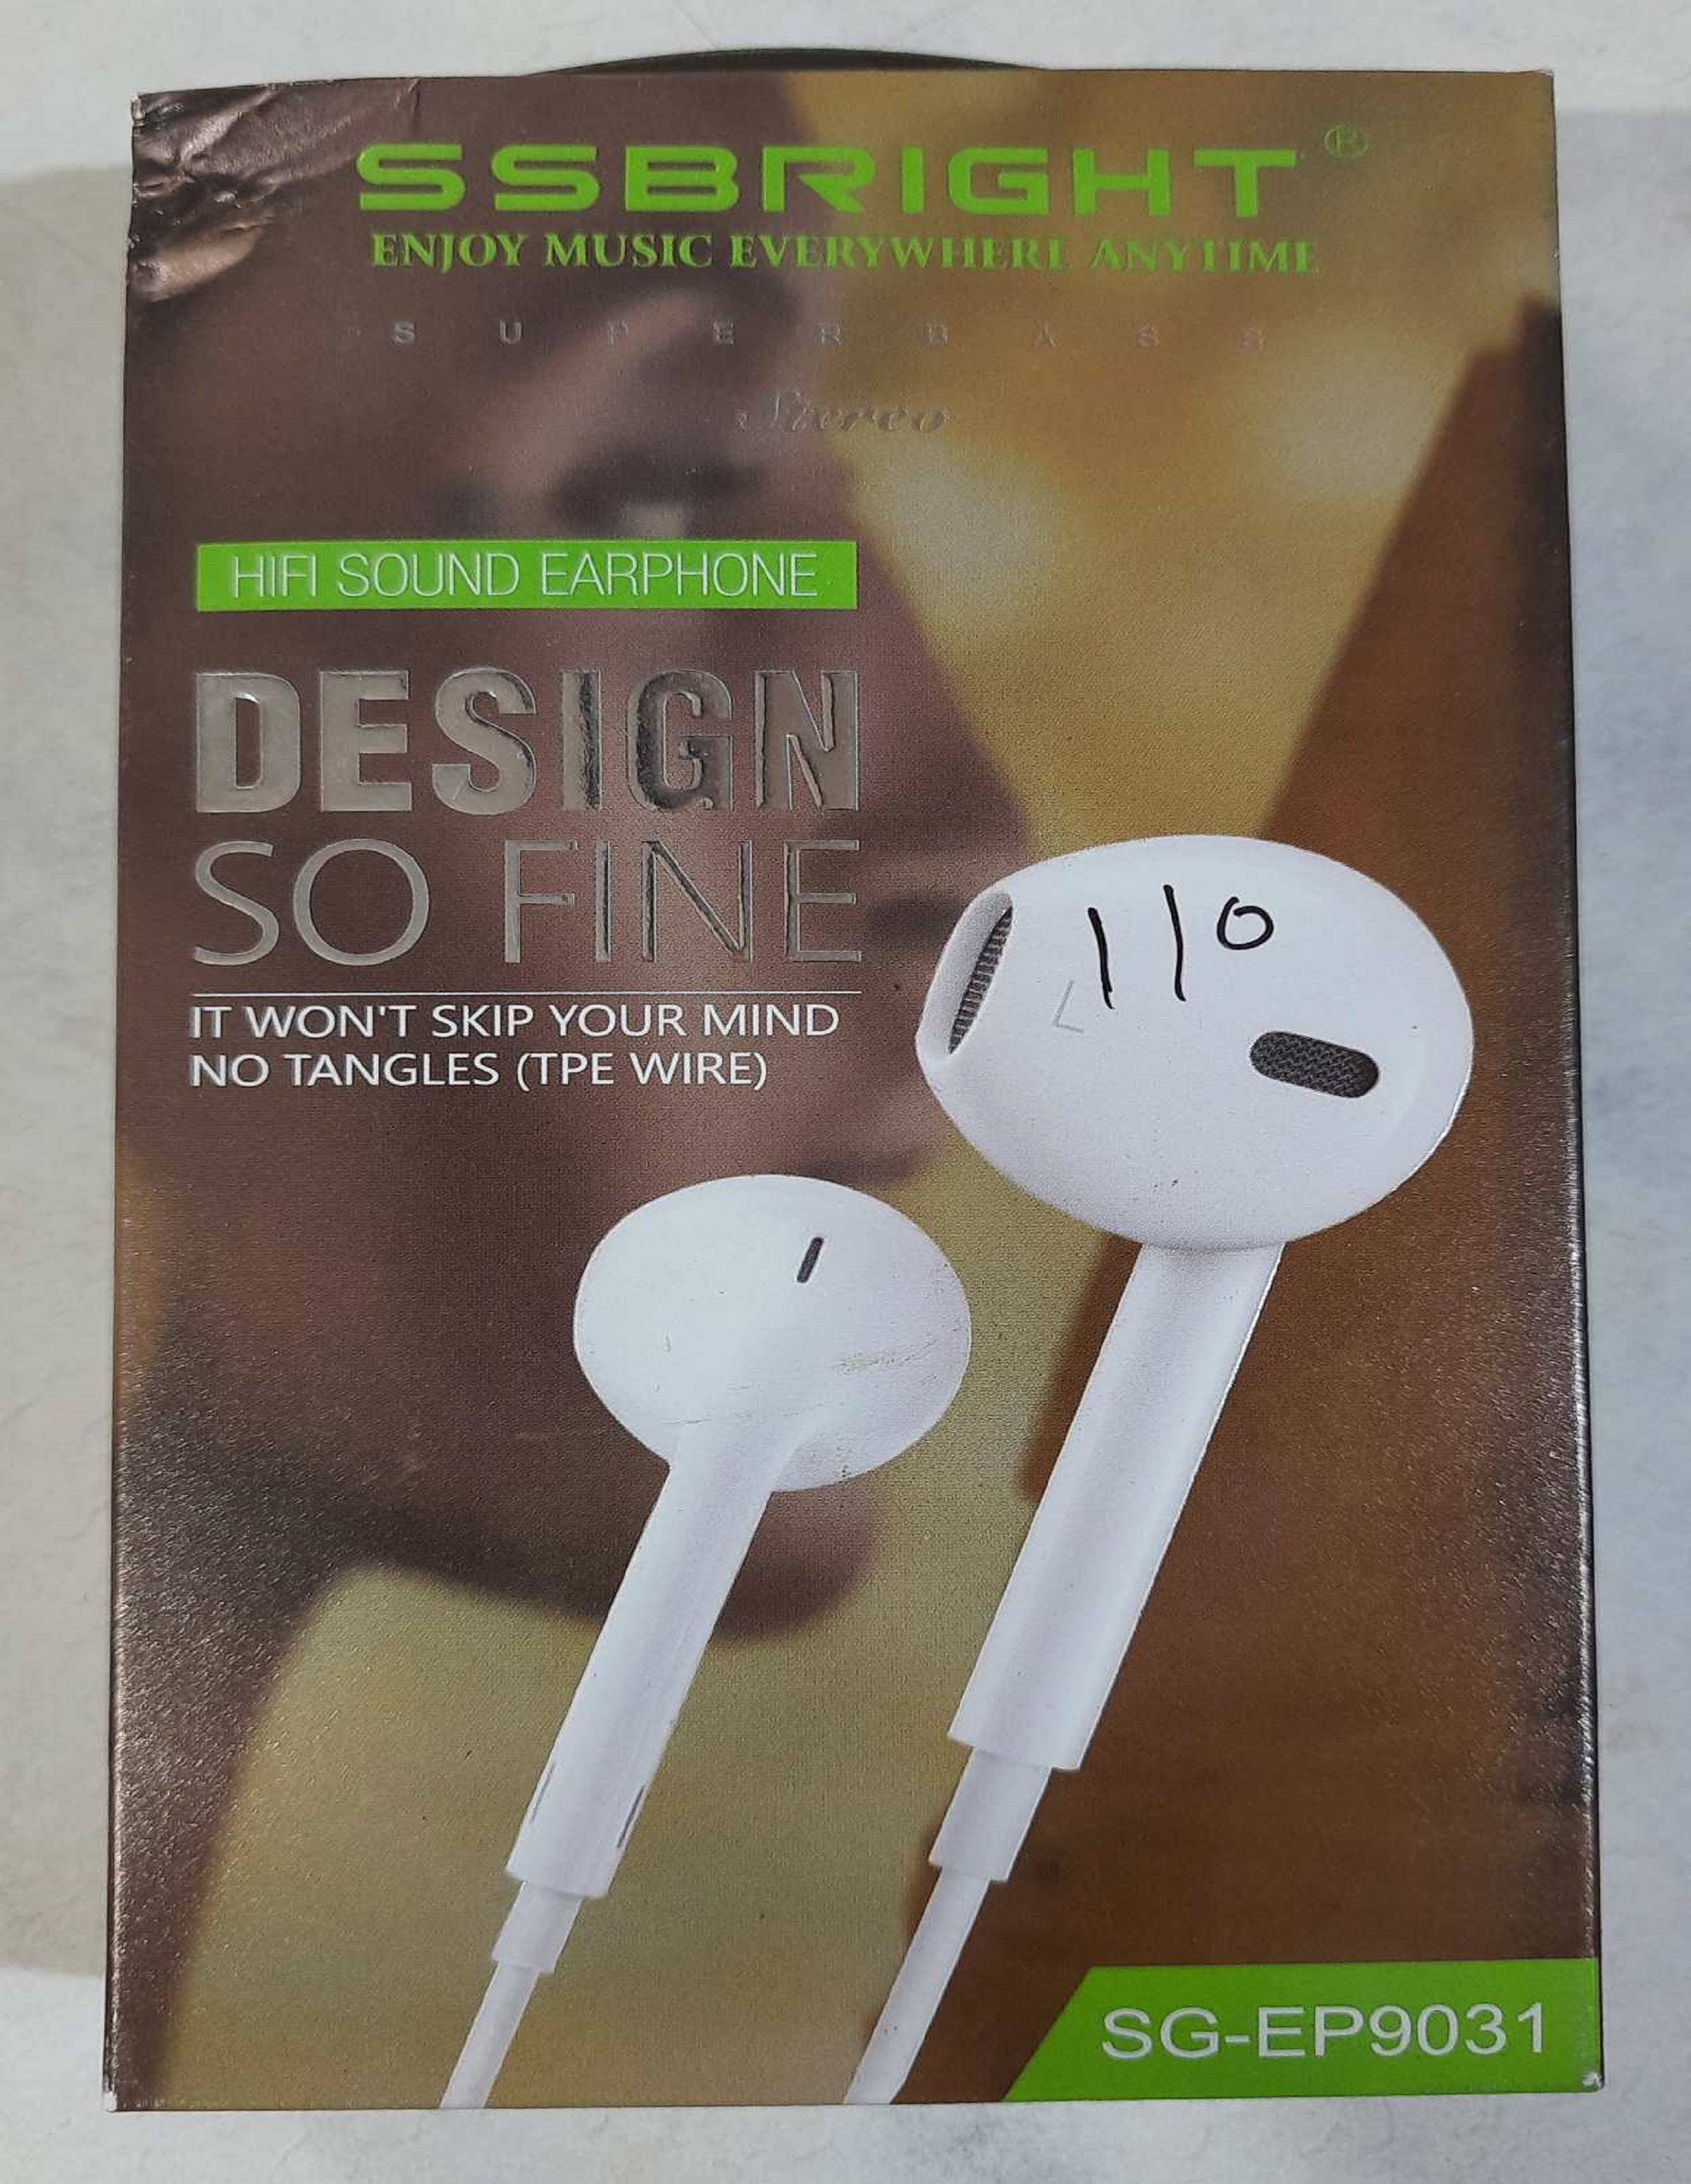 SSBRIGHT®
ENJOY MUSIC EVERYWHERE ANYTIME
SUPERBASS
Stereo
HIFI SOUND EARPHONE
DESIGN
SO FINE
IT WON'T SKIP YOUR MIND
NO TANGLES (TPE WIRE)
110
L
SG-EP9031